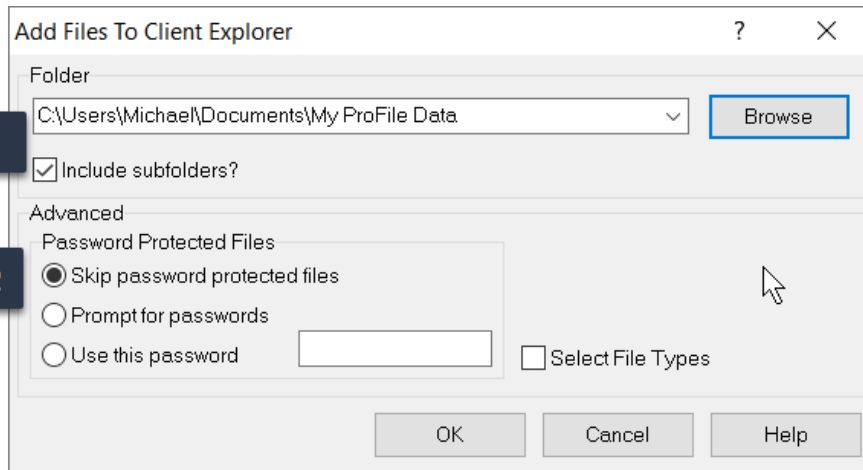 Add Files To Client Explorer
Folder
C:\Users\Michael\Documents\My ProFile Data
Browse
Include subfolders?
Advanced
Password Protected Files
Skip password protected files
Prompt for passwords
Use this password
Select File Types
OK Cancel Help